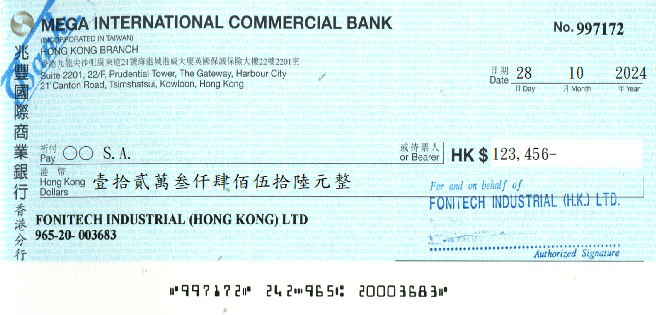 MEGA INTERNATIONAL COMMERCIAL BANK
(INCORPORATED IN TAIWAN)
HONG KONG BRANCH
香港九龍尖沙咀廣東道21號海港城港威大廈英國保誠保險大樓22樓2201室
Suite 2201, 22/F, Prudential Tower, The Gateway, Harbour City
21 Canton Road, Tsimshatsui, Kowloon, Hong Kong
No. 997172
日期 Date 28 10 2024
日 Day 月 Month 年 Year
兆豐國際商業銀行 香港分行
祈付 Pay 〇〇 S.A. 或持票人 or Bearer
HK $ 123,456-
港幣 Hong Kong Dollars 壹拾貳萬叁仟肆佰伍拾陸元整
For and on behalf of
FONITECH INDUSTRIAL (H.K.) LTD.
Authorized Signature
FONITECH INDUSTRIAL (HONG KONG) LTD
965-20- 003683
⑈997172⑈ 242⑉965⑆ 20003683⑈